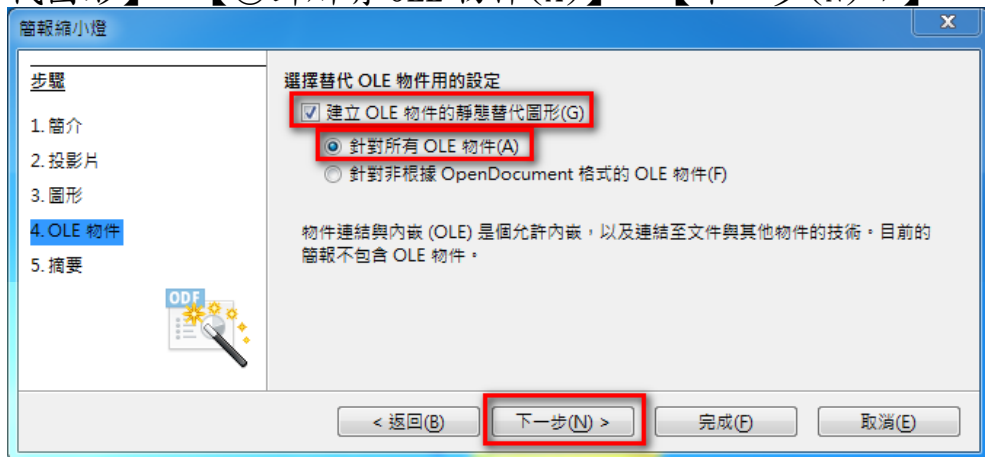 簡報縮小燈
步驟
1. 簡介
2. 投影片
3. 圖形
4. OLE 物件
5. 摘要
ODF
選擇替代 OLE 物件用的設定
建立 OLE 物件的靜態替代圖形(G)
針對所有 OLE 物件(A)
針對非根據 OpenDocument 格式的 OLE 物件(F)
物件連結與內嵌 (OLE) 是個允許內嵌，以及連結至文件與其他物件的技術。目前的
簡報不包含 OLE 物件。
< 返回(B)
下一步(N) >
完成(F)
取消(E)